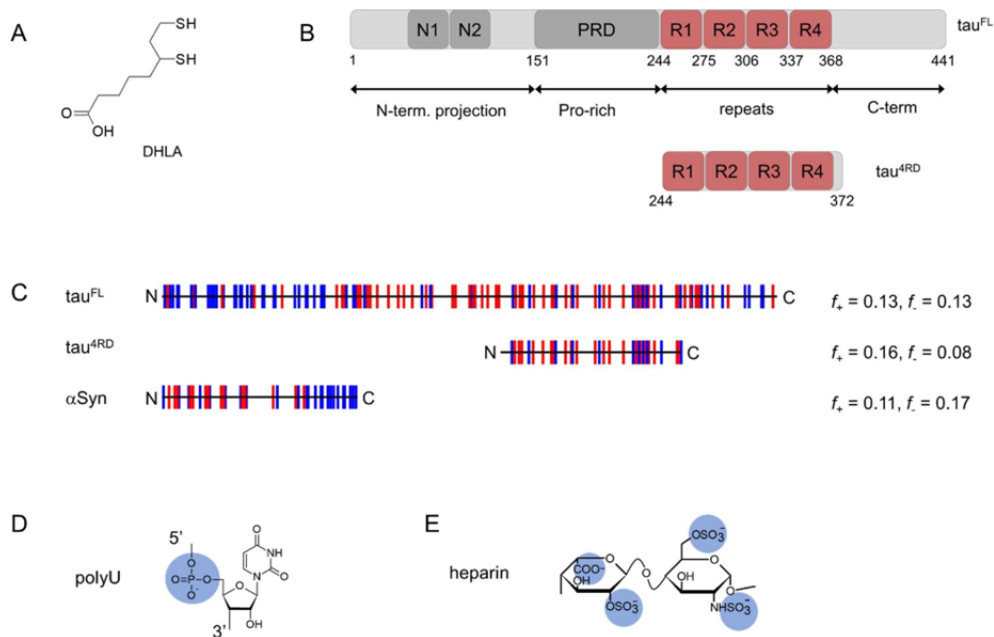 A
SH
SH
O
OH
DHLA
B
N1 N2 PRD R1 R2 R3 R4 tauFL
1 151 244 275 306 337 368 441
N-term. projection Pro-rich repeats C-term
R1 R2 R3 R4 tau4RD
244 372
C
tauFL N C f+ = 0.13, f- = 0.13
tau4RD N C f+ = 0.16, f- = 0.08
αSyn N C f+ = 0.11, f- = 0.17
D
polyU
5'
O
O=P-O
O-
O
NH
N O
O
3' OH
E
heparin
OSO3-
COO-
O
OH
O
OSO3-
O
OH
O
NHSO3-